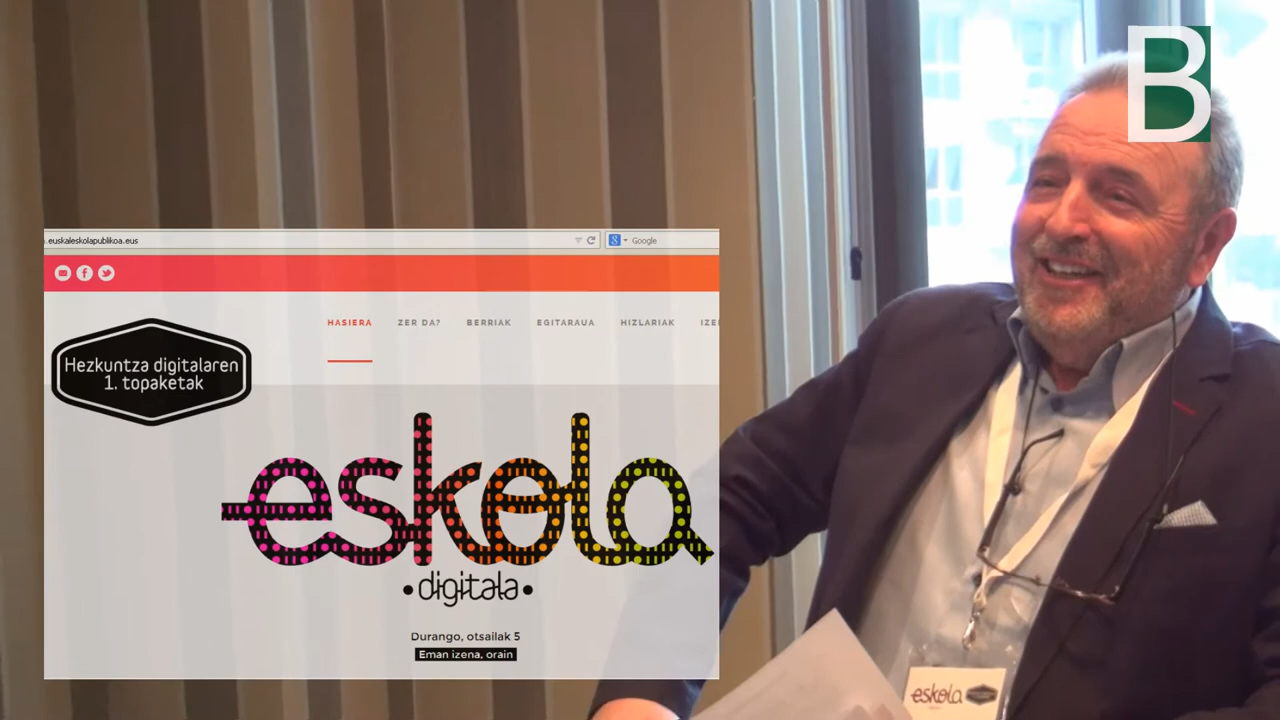 B
.euskaleskolapublikoa.eus
Google
HASIERA ZER DA? BERRIAK EGITARAUA HIZLARIAK
Hezkuntza digitalaren
1. topaketak
eskola
•digitala•
Durango, otsailak 5
Eman izena, orain
eskola